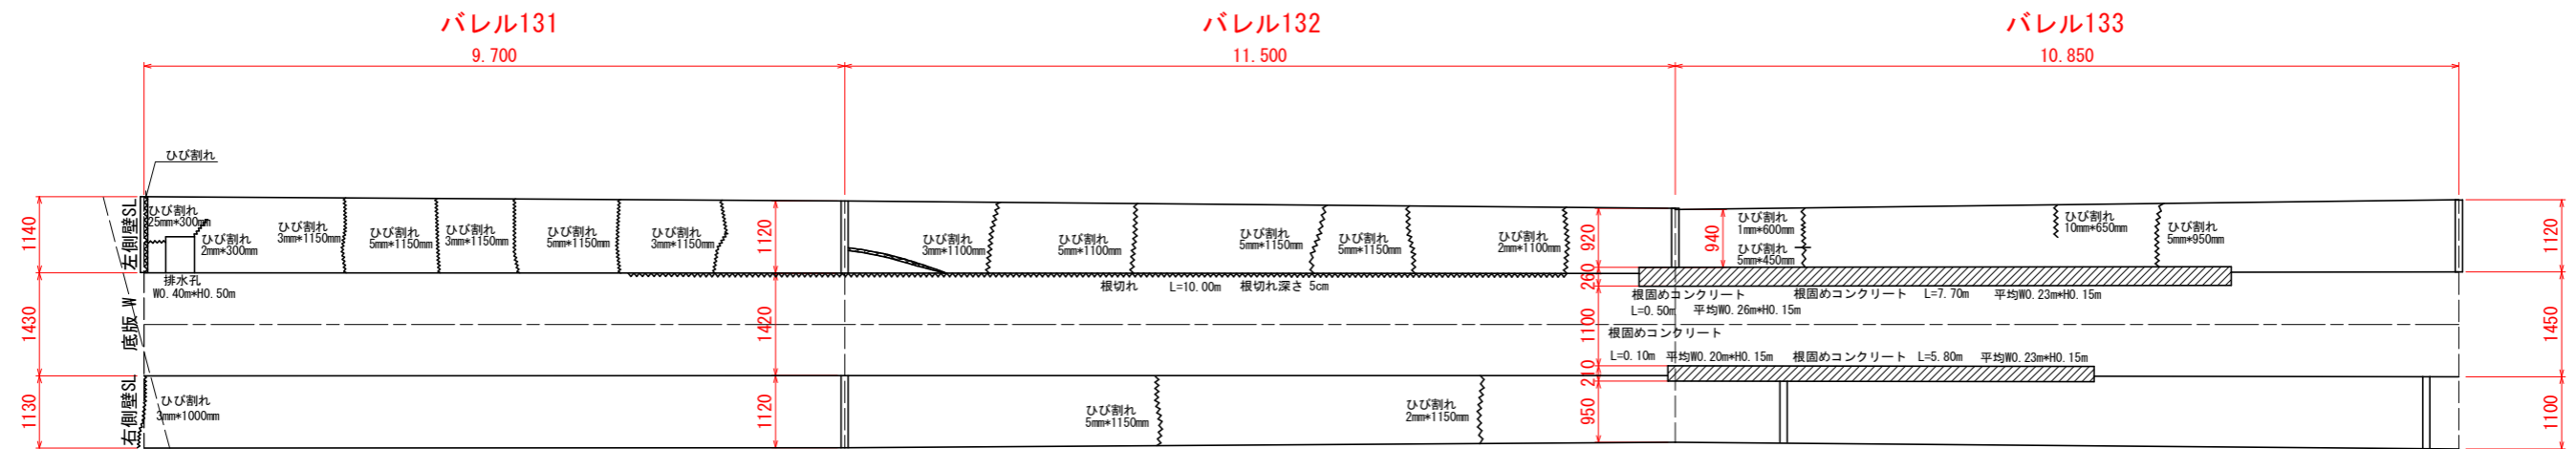 バレル131
バレル132
バレル133
9.700
11.500
10.850
ひび割れ
左側壁SL
底版 W
右側壁SL
1140
1430
1130
ひび割れ
25mm*300mm
ひび割れ
2mm*300mm
排水孔
W0.40m*H0.50m
ひび割れ
3mm*1150mm
ひび割れ
5mm*1150mm
ひび割れ
3mm*1150mm
ひび割れ
5mm*1150mm
ひび割れ
3mm*1150mm
1120
1420
1120
ひび割れ
3mm*1100mm
ひび割れ
5mm*1100mm
ひび割れ
5mm*1150mm
ひび割れ
5mm*1150mm
ひび割れ
2mm*1100mm
根切れ L=10.00m 根切れ深さ 5cm
920
260
1100
210
950
940
ひび割れ
1mm*600mm
ひび割れ
5mm*450mm
ひび割れ
10mm*650mm
ひび割れ
5mm*950mm
根固めコンクリート
L=0.50m 平均W0.26m*H0.15m
根固めコンクリート L=7.70m 平均W0.23m*H0.15m
根固めコンクリート
L=0.10m 平均W0.20m*H0.15m
根固めコンクリート L=5.80m 平均W0.23m*H0.15m
ひび割れ
3mm*1000mm
ひび割れ
5mm*1150mm
ひび割れ
2mm*1150mm
1120
1450
1100